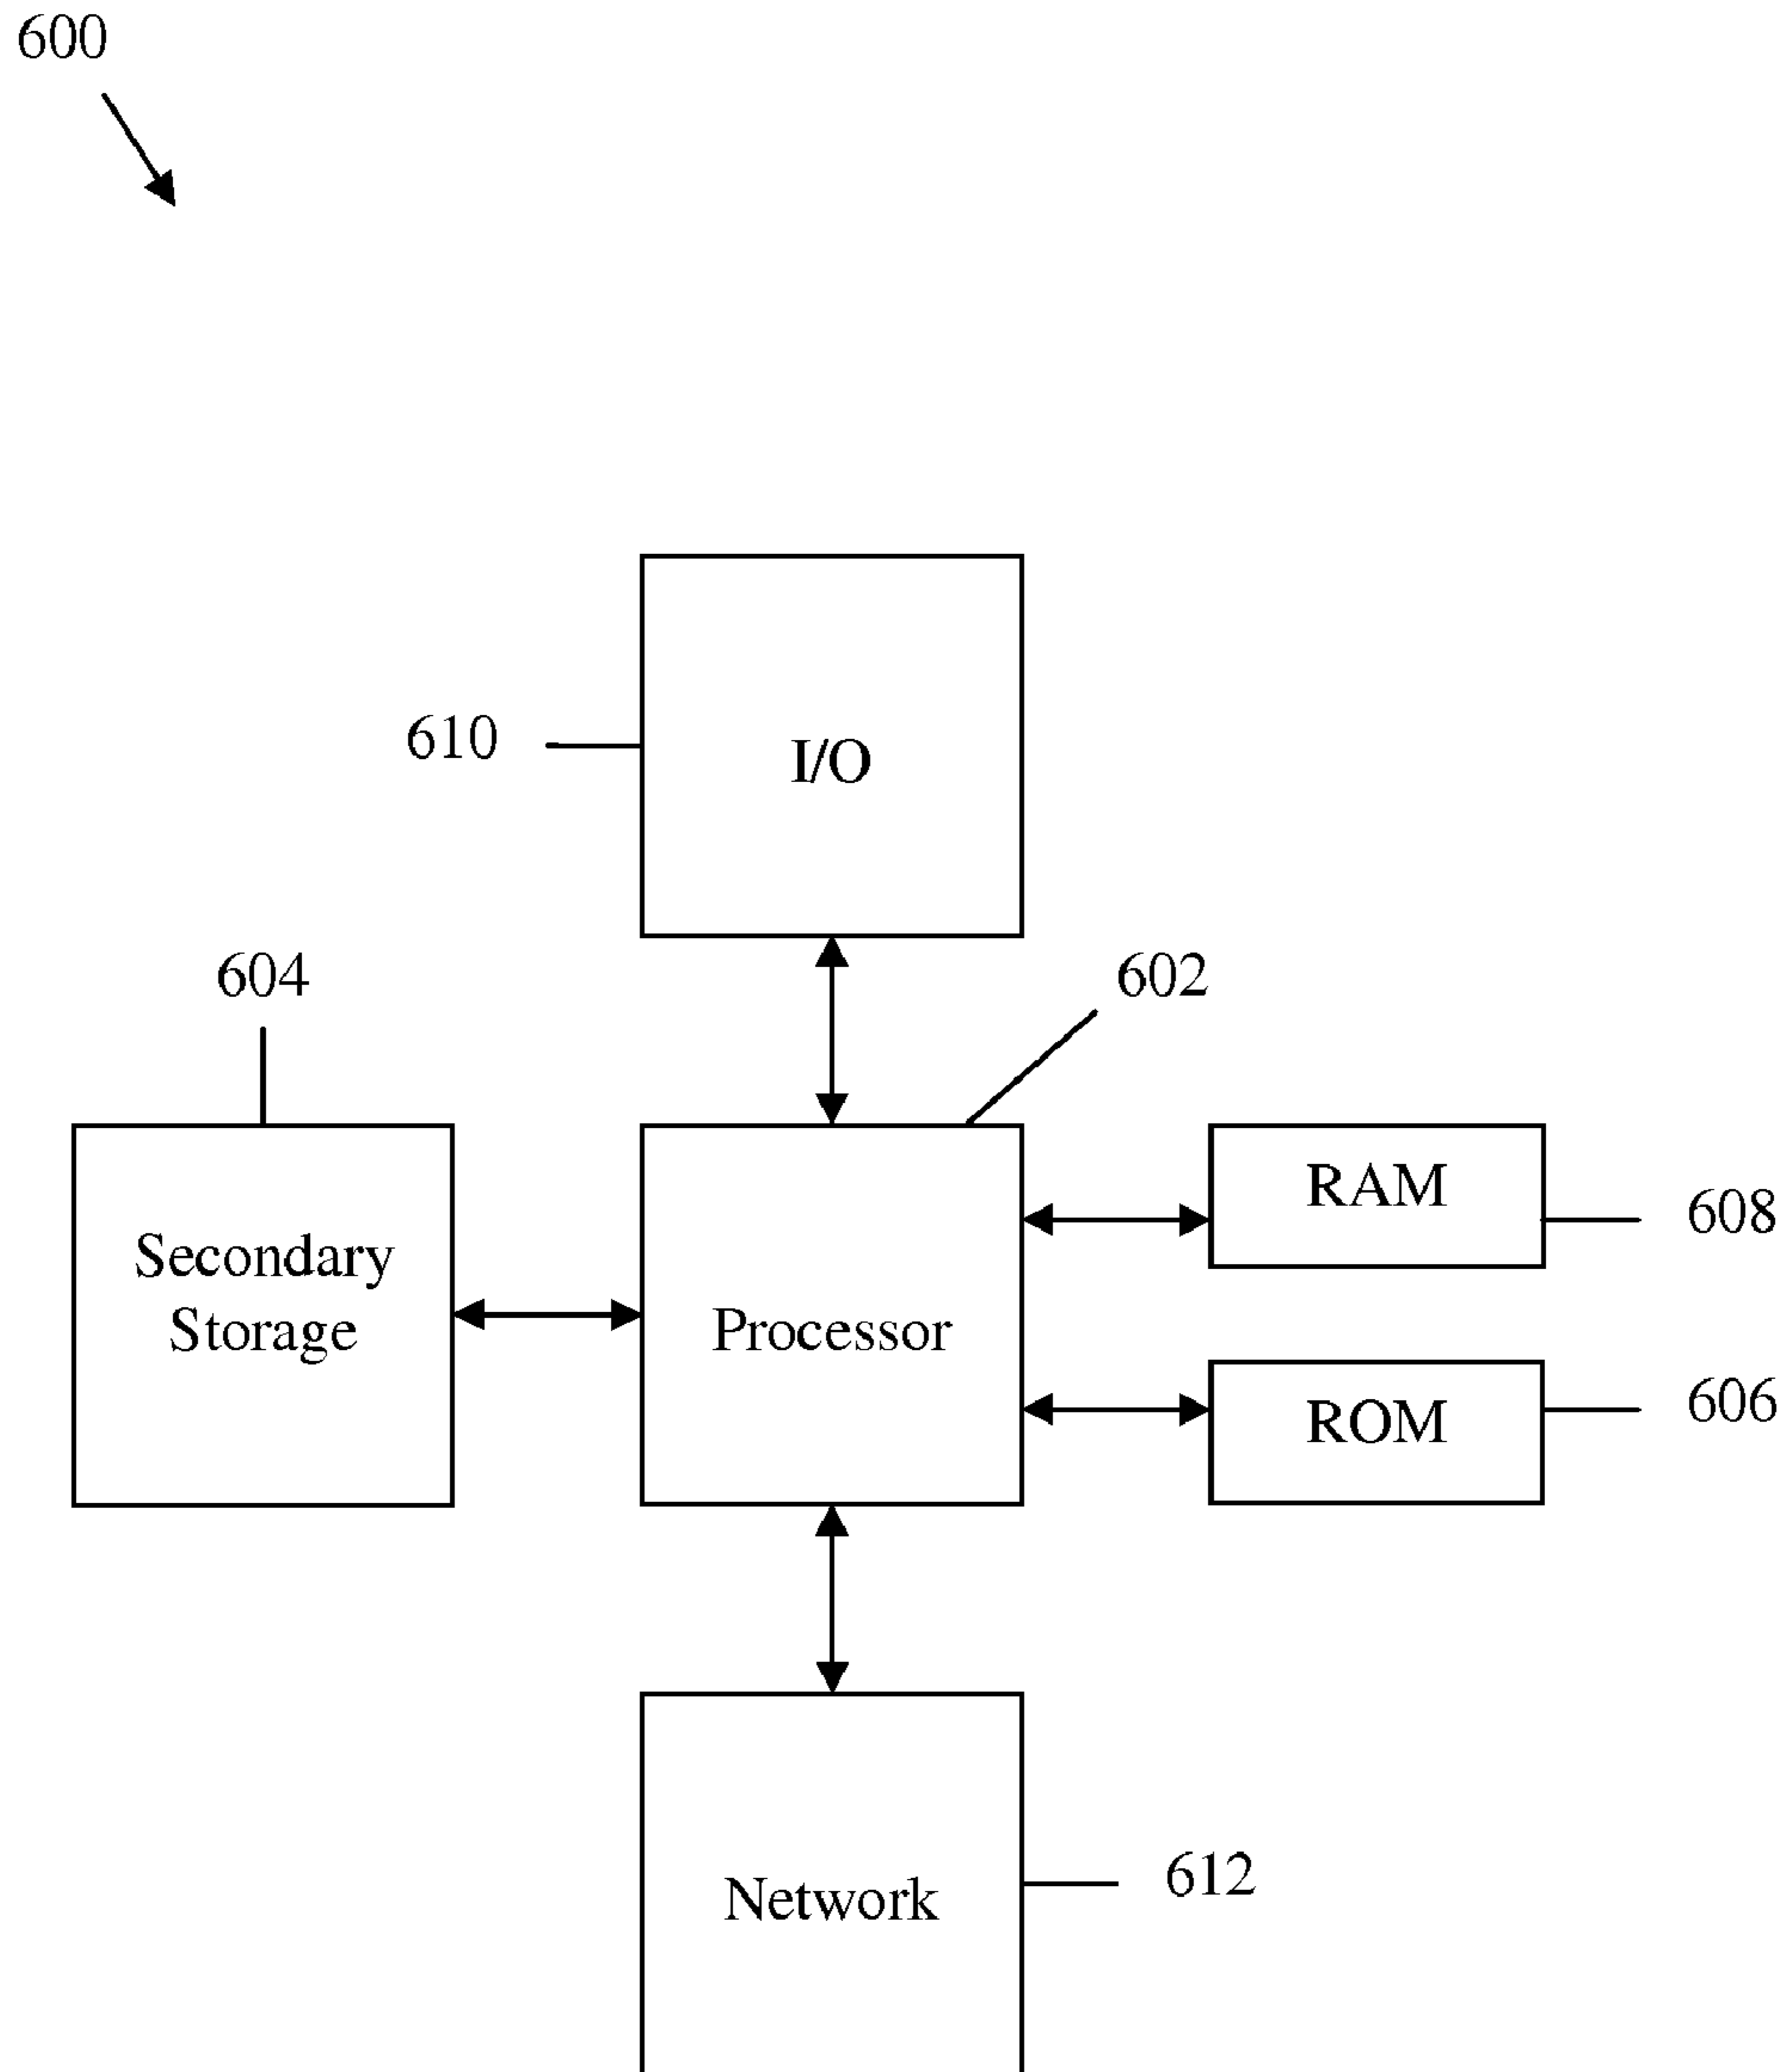 600
610
I/O
604
602
Secondary
Storage
Processor
RAM
608
ROM
606
Network
612